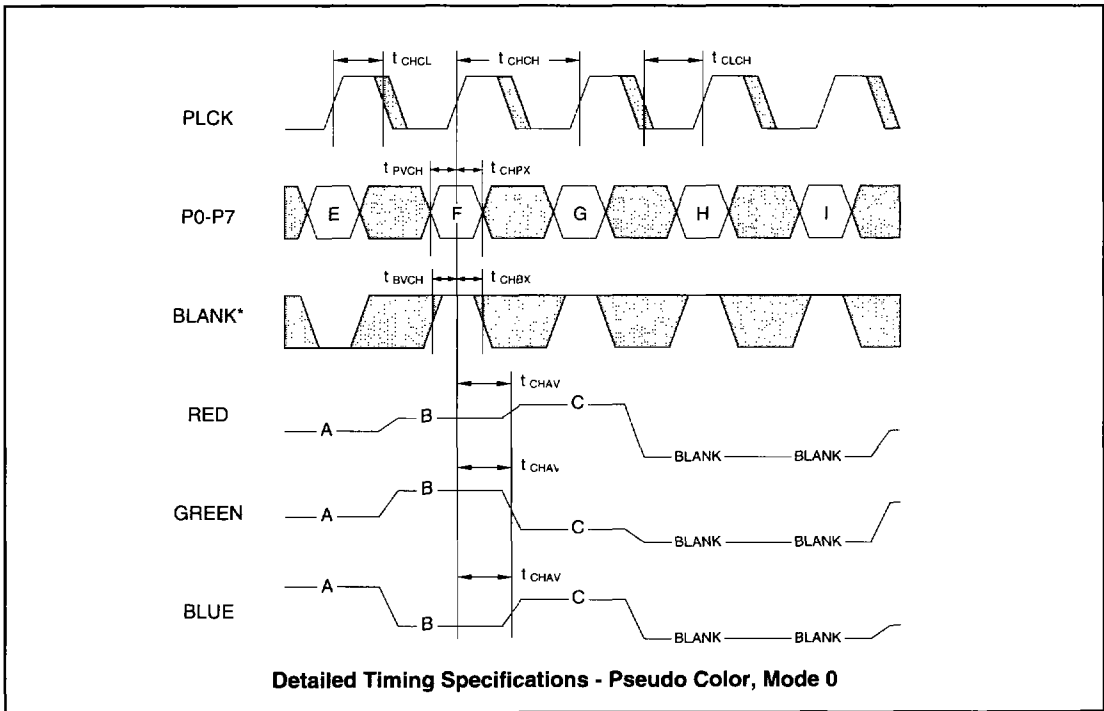 t CHCL t CHCH t CLCH
PLCK
t PVCH t CHPX
P0-P7 E F G H I
t BVCH t CHBX
BLANK*
t CHAV
RED A B C BLANK BLANK
t CHAV
GREEN A B C BLANK BLANK
t CHAV
BLUE A B C BLANK BLANK
Detailed Timing Specifications - Pseudo Color, Mode 0